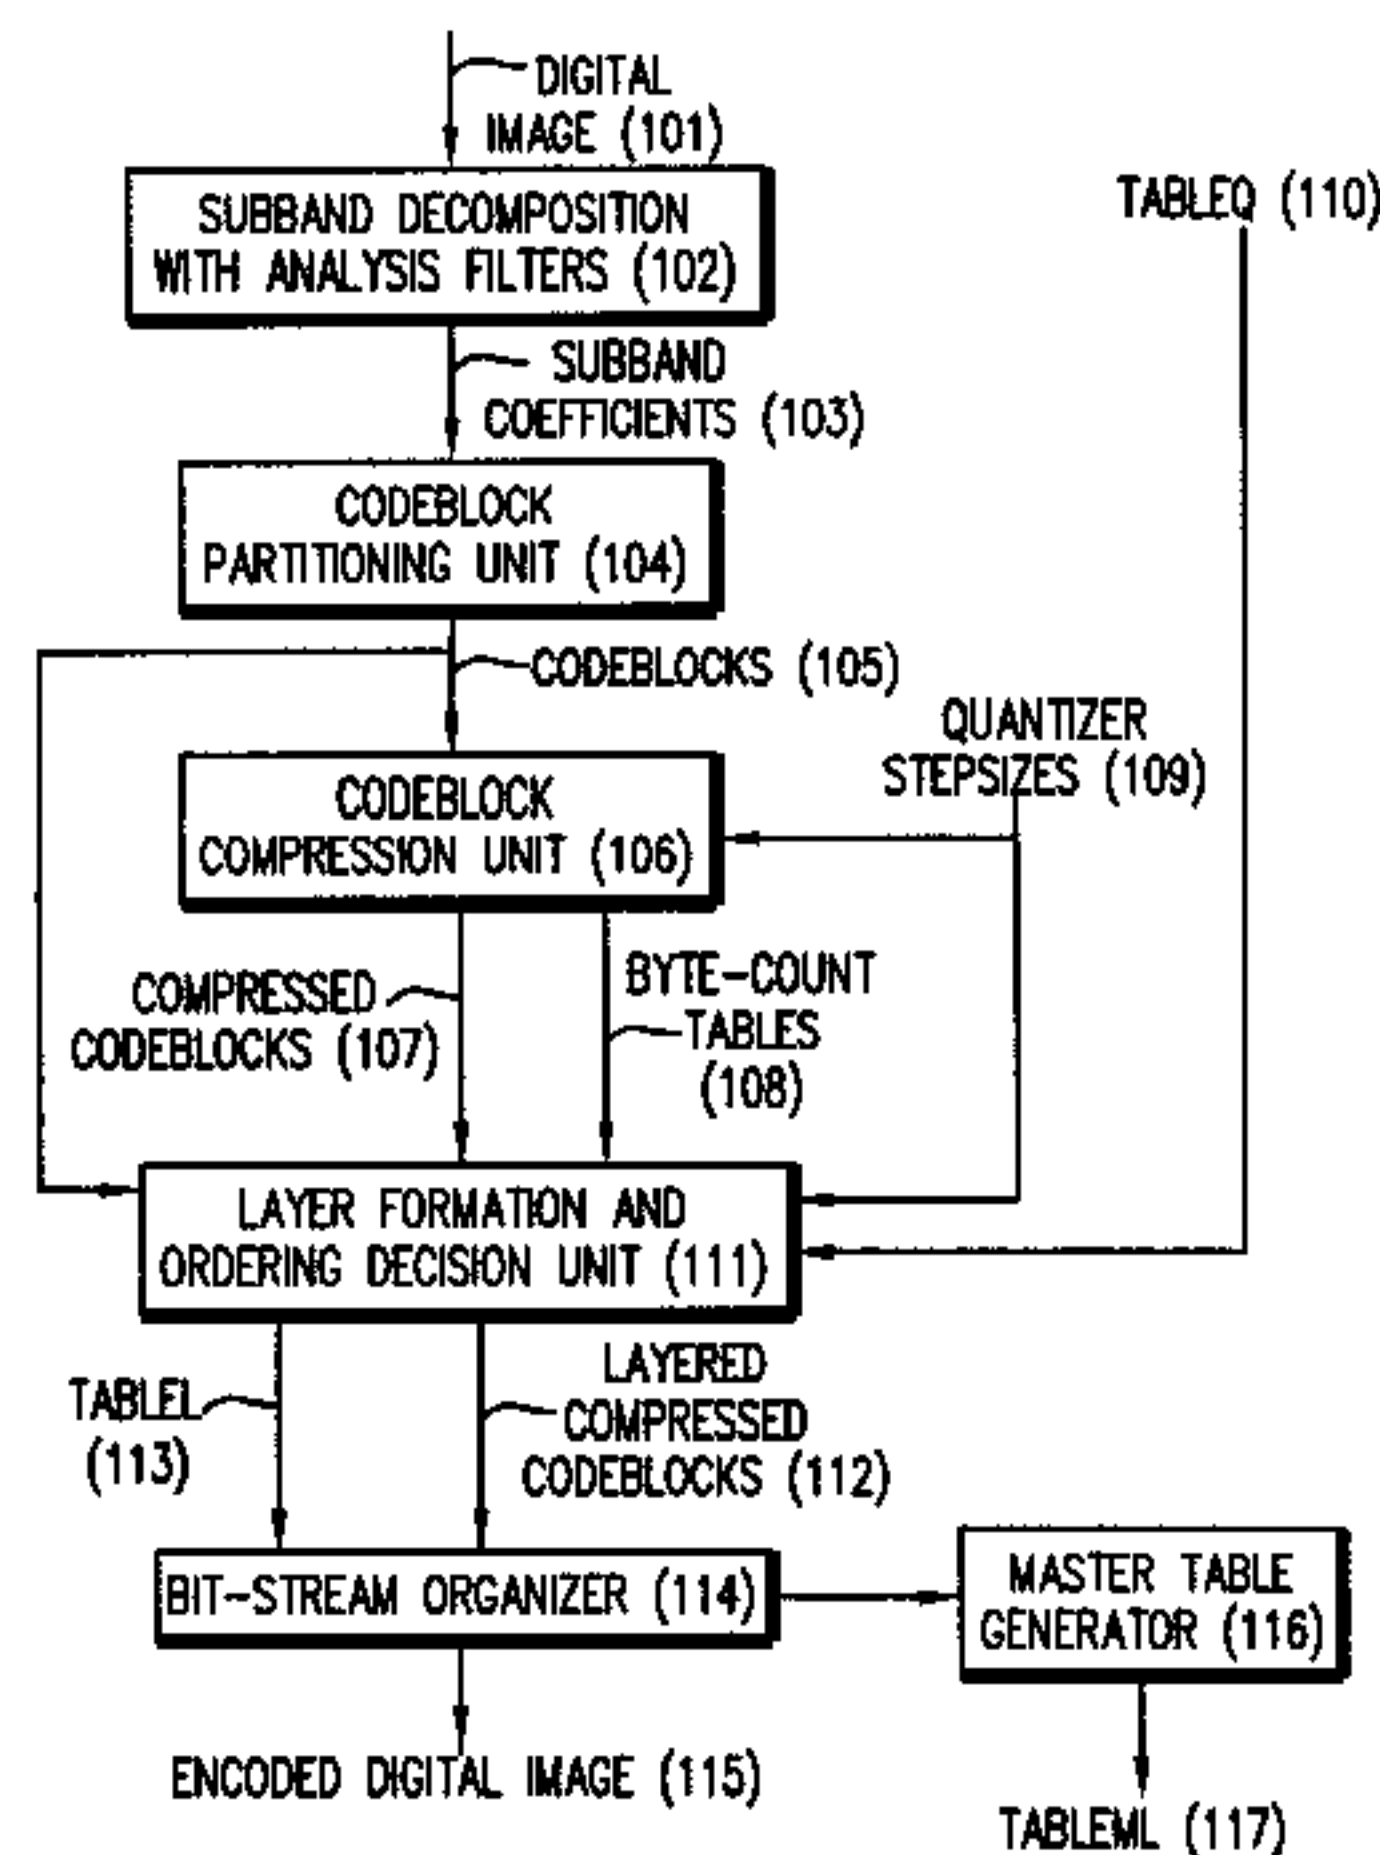 DIGITAL
IMAGE (101)
SUBBAND DECOMPOSITION
WITH ANALYSIS FILTERS (102)
TABLEQ (110)
SUBBAND
COEFFICIENTS (103)
CODEBLOCK
PARTITIONING UNIT (104)
CODEBLOCKS (105)
QUANTIZER
STEPSIZES (109)
CODEBLOCK
COMPRESSION UNIT (106)
COMPRESSED
CODEBLOCKS (107)
BYTE-COUNT
TABLES
(108)
LAYER FORMATION AND
ORDERING DECISION UNIT (111)
TABLEL
(113)
LAYERED
COMPRESSED
CODEBLOCKS (112)
BIT-STREAM ORGANIZER (114)
MASTER TABLE
GENERATOR (116)
ENCODED DIGITAL IMAGE (115)
TABLEML (117)